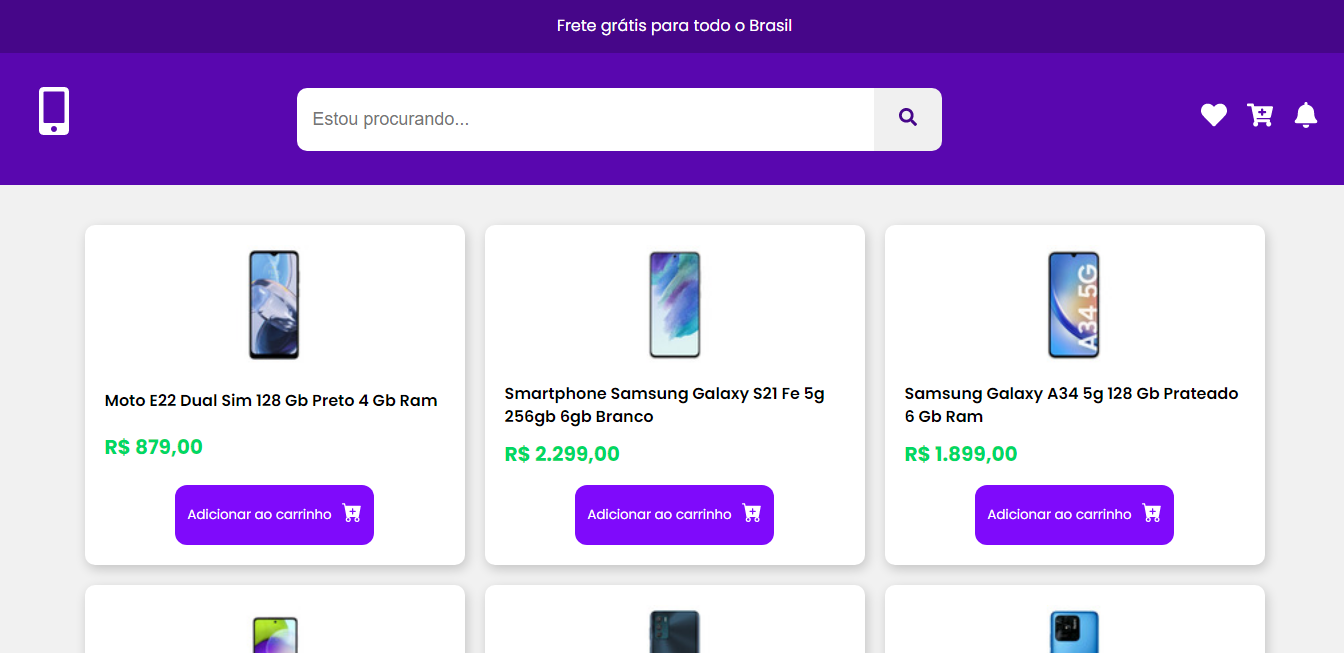 Frete grátis para todo o Brasil
Estou procurando...
Moto E22 Dual Sim 128 Gb Preto 4 Gb Ram
R$ 879,00
Adicionar ao carrinho
Smartphone Samsung Galaxy S21 Fe 5g
256gb 6gb Branco
R$ 2.299,00
Adicionar ao carrinho
A34 5G
Samsung Galaxy A34 5g 128 Gb Prateado
6 Gb Ram
R$ 1.899,00
Adicionar ao carrinho